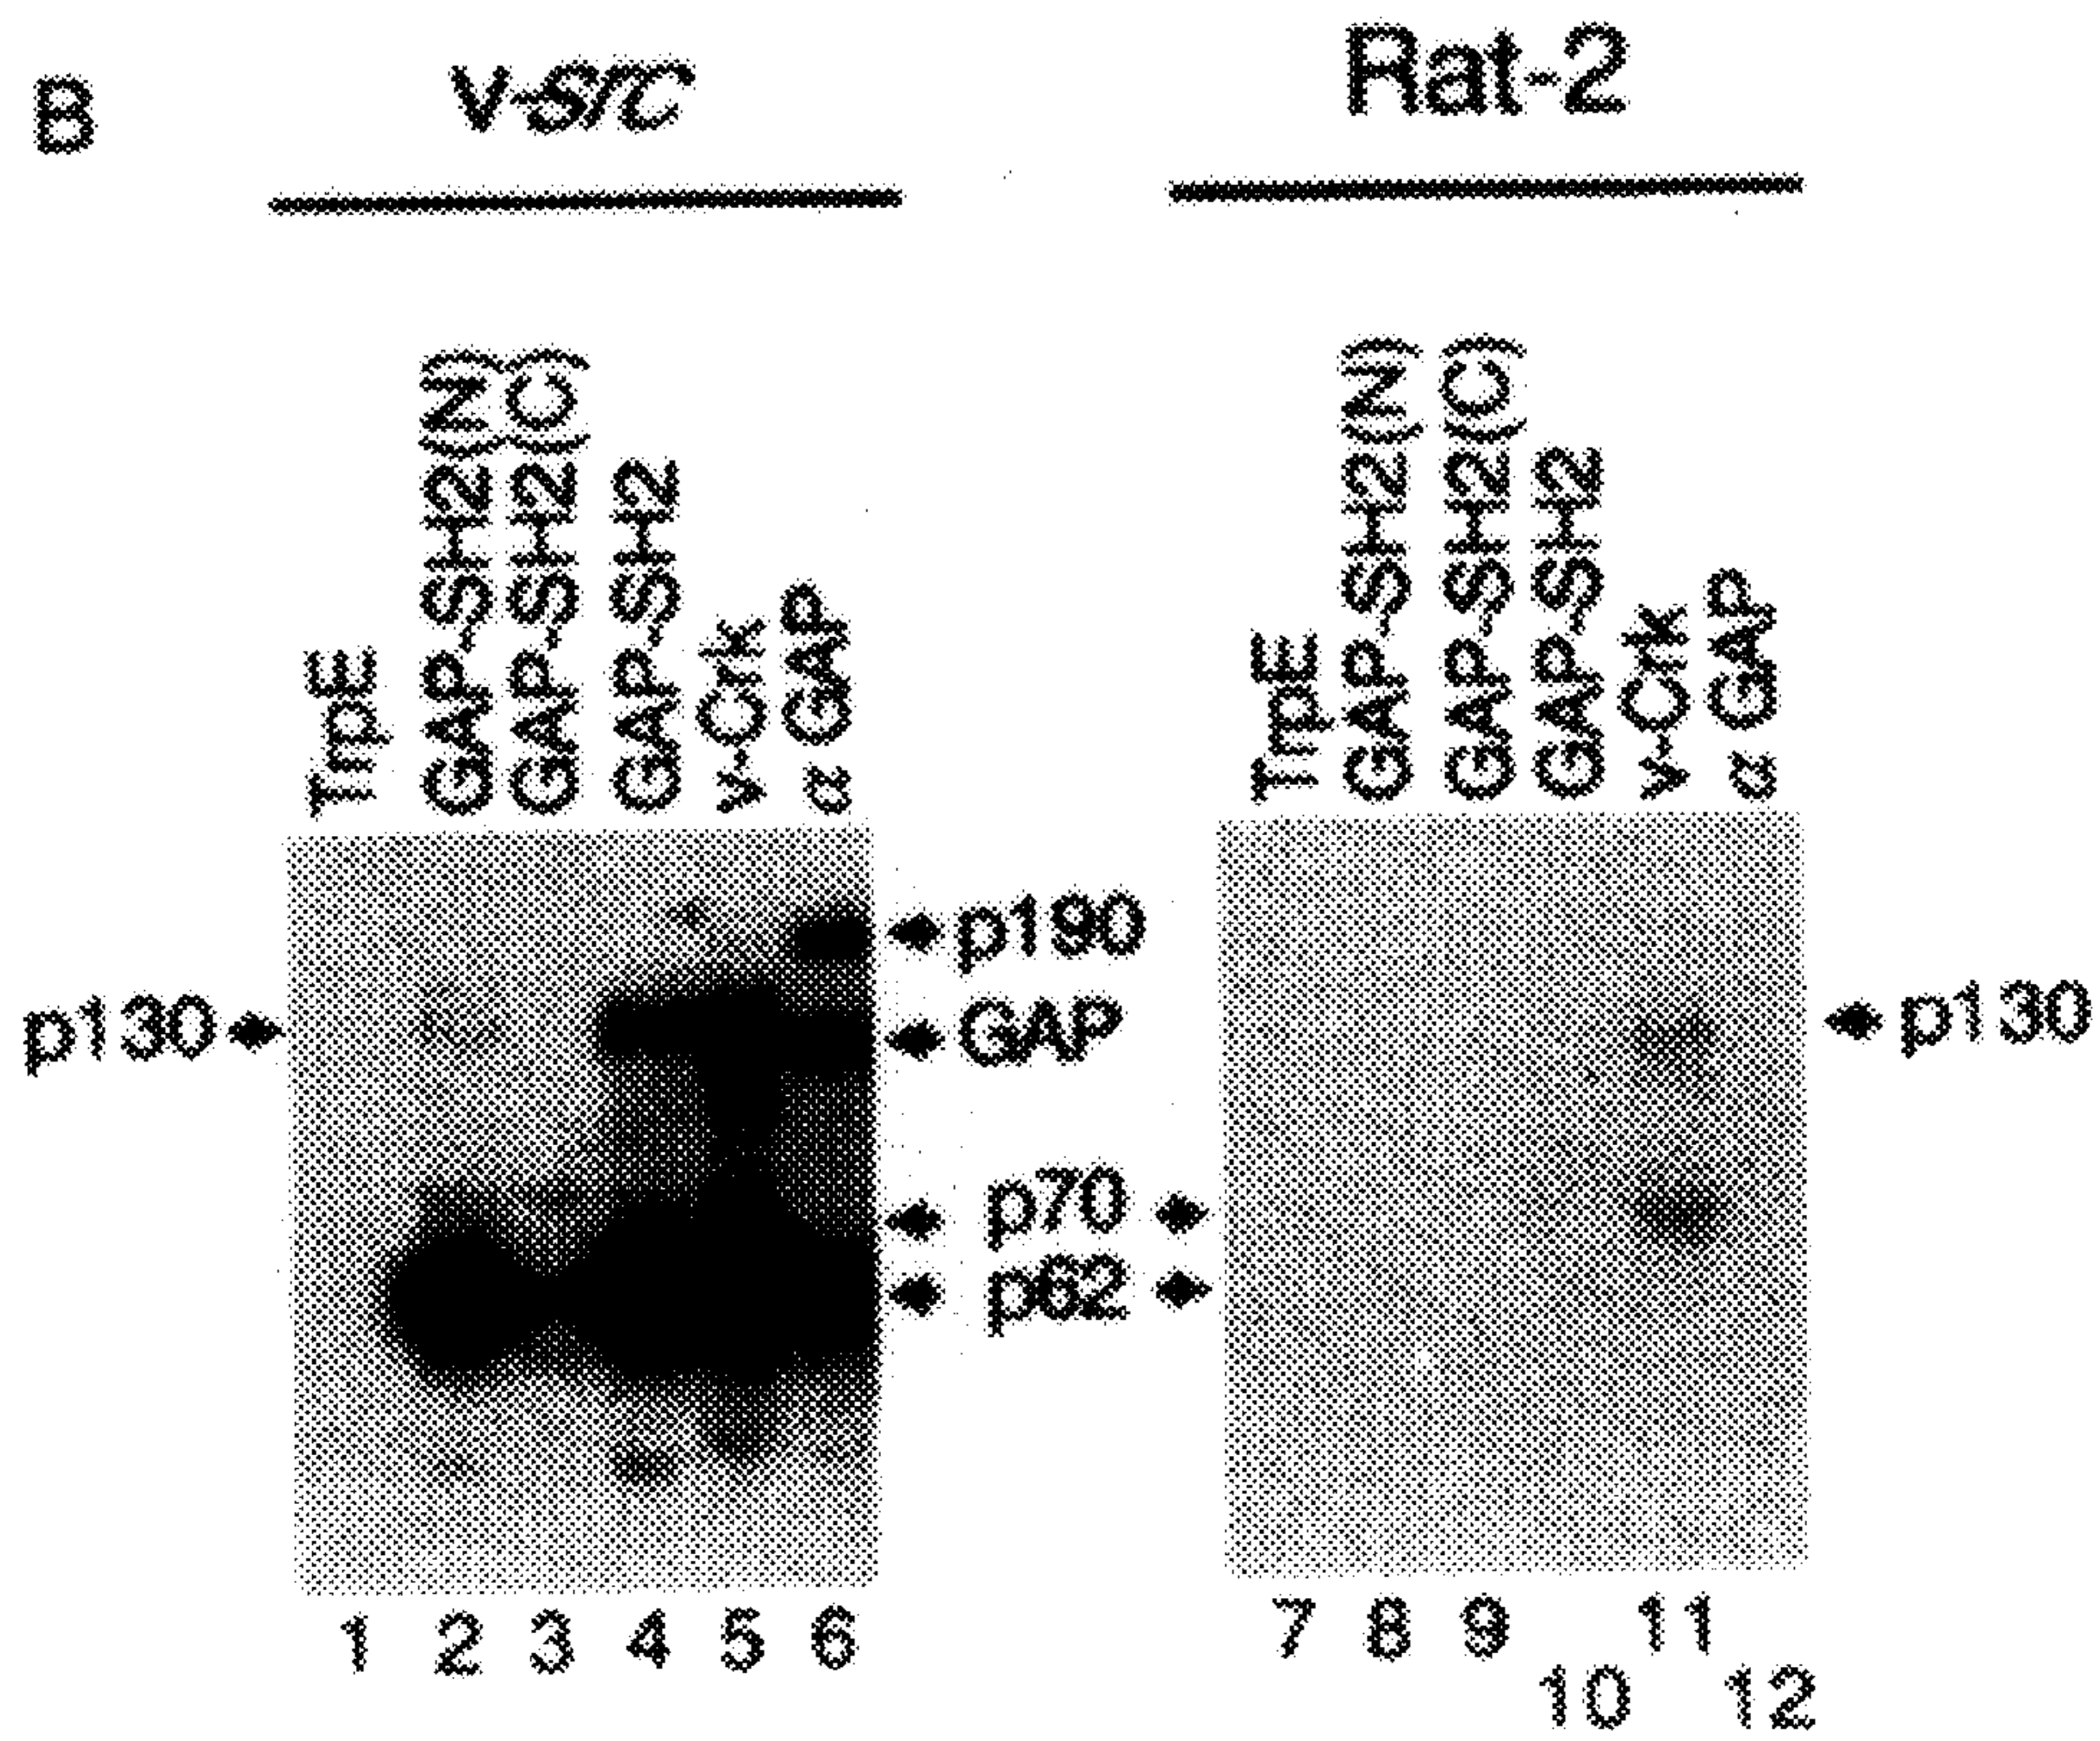 B
v-src
Rat-2
TrpE
GAP-SH2(N)
GAP-SH2(C)
GAP-SH2
v-Crk
α GAP
TrpE
GAP-SH2(N)
GAP-SH2(C)
GAP-SH2
v-Crk
α GAP
p190
p130
GAP
p130
p70
p62
1 2 3 4 5 6
7 8 9 10 11 12